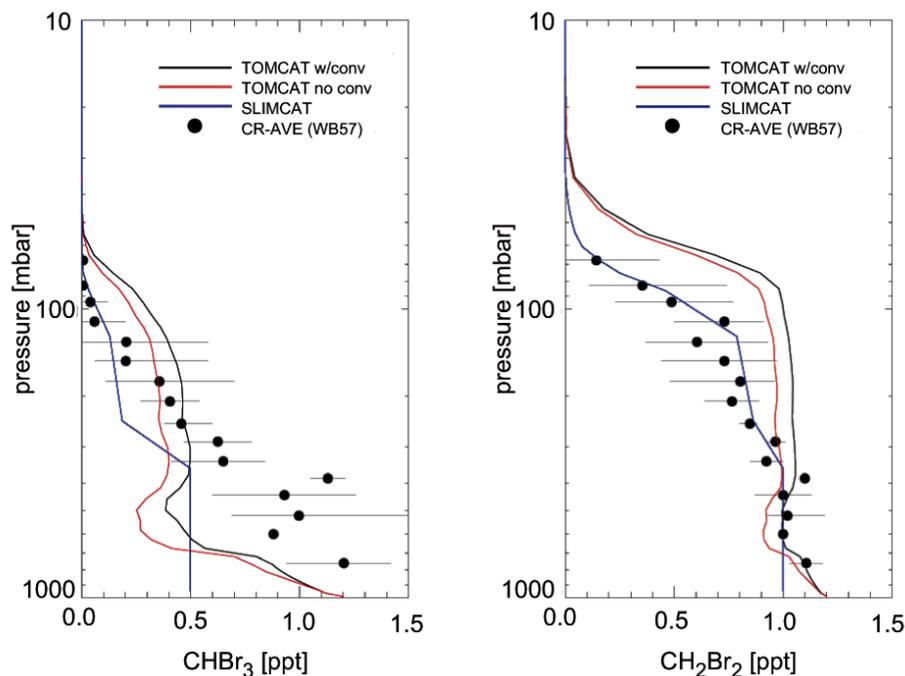 10
TOMCAT w/conv
TOMCAT no conv
SLIMCAT
CR-AVE (WB57)
pressure [mbar]
100
1000
0.0 0.5 1.0 1.5
CHBr3 [ppt]
10
TOMCAT w/conv
TOMCAT no conv
SLIMCAT
CR-AVE (WB57)
pressure [mbar]
100
1000
0.0 0.5 1.0 1.5
CH2Br2 [ppt]